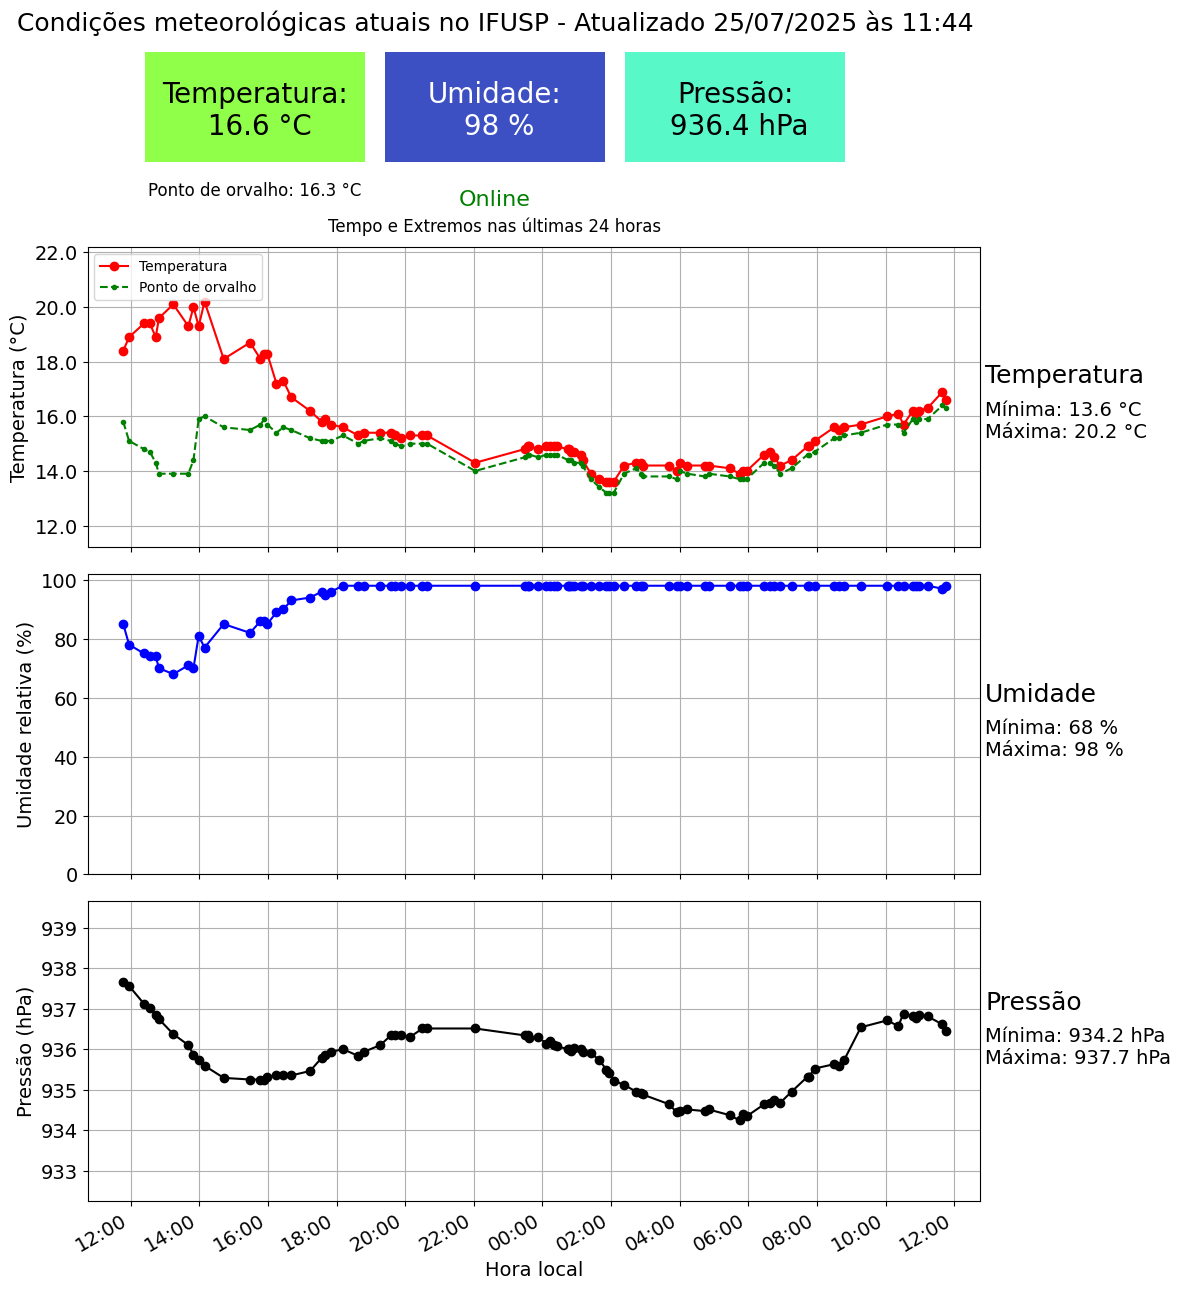 Condições meteorológicas atuais no IFUSP - Atualizado 25/07/2025 às 11:44
Temperatura:
16.6 °C
Umidade:
98 %
Pressão:
936.4 hPa
Ponto de orvalho: 16.3 °C
Online
Tempo e Extremos nas últimas 24 horas
Temperatura (°C)
22.0
20.0
18.0
16.0
14.0
12.0
Temperatura
Ponto de orvalho
Temperatura
Mínima: 13.6 °C
Máxima: 20.2 °C
Umidade relativa (%)
100
80
60
40
20
0
Umidade
Mínima: 68 %
Máxima: 98 %
Pressão (hPa)
939
938
937
936
935
934
933
Pressão
Mínima: 934.2 hPa
Máxima: 937.7 hPa
12:00
14:00
16:00
18:00
20:00
22:00
00:00
02:00
04:00
06:00
08:00
10:00
12:00
Hora local